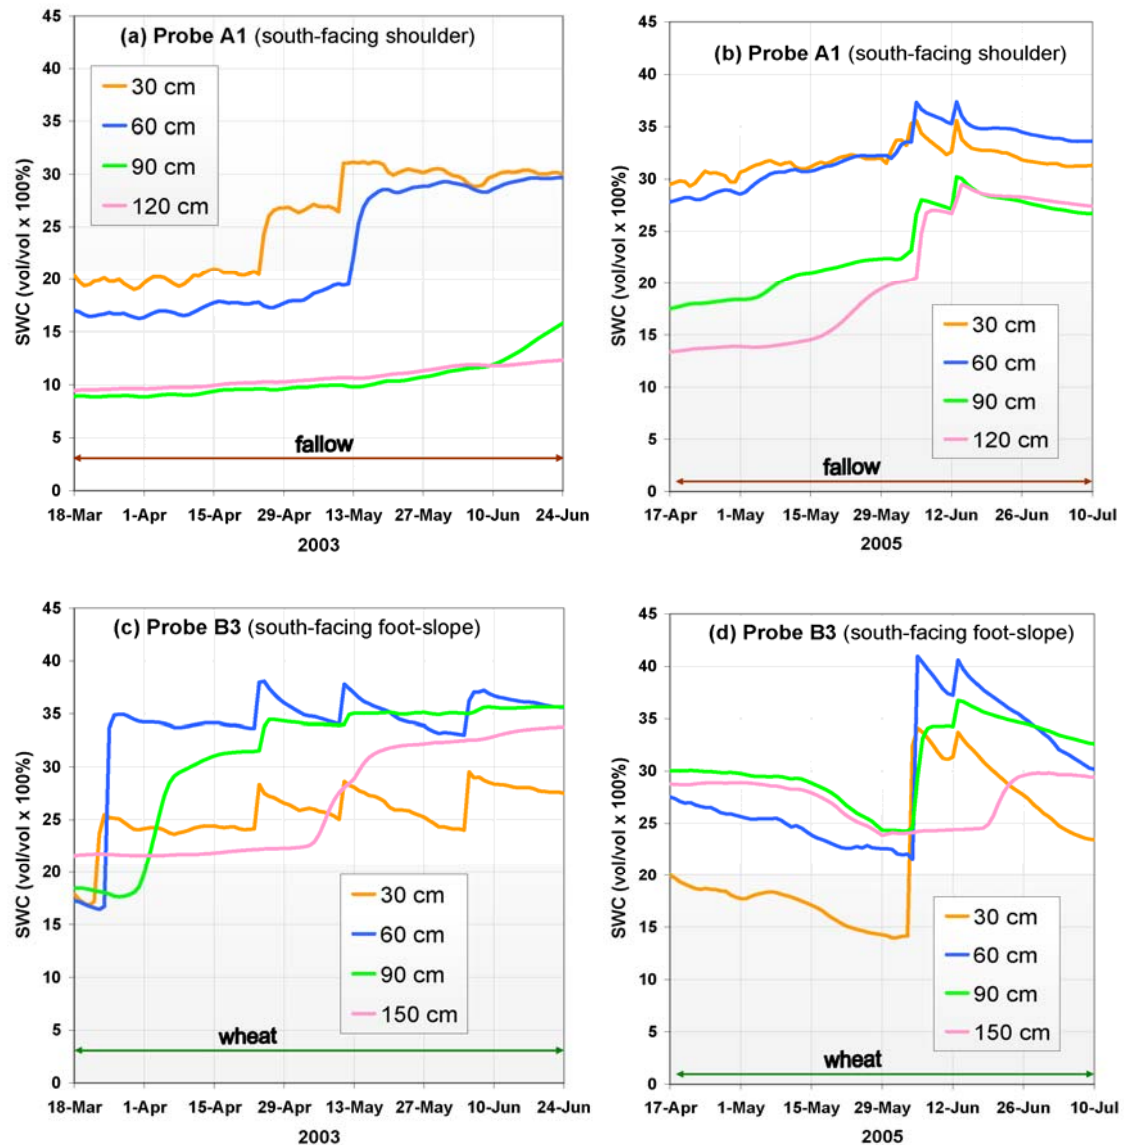 (a) Probe A1 (south-facing shoulder)
SWC (vol/vol x 100%)
45
40
35
30
25
20
15
10
5
0
30 cm
60 cm
90 cm
120 cm
fallow
18-Mar 1-Apr 15-Apr 29-Apr 13-May 27-May 10-Jun 24-Jun
2003
(b) Probe A1 (south-facing shoulder)
SWC (vol/vol x 100%)
45
40
35
30
25
20
15
10
5
0
30 cm
60 cm
90 cm
120 cm
fallow
17-Apr 1-May 15-May 29-May 12-Jun 26-Jun 10-Jul
2005
(c) Probe B3 (south-facing foot-slope)
SWC (vol/vol x 100%)
45
40
35
30
25
20
15
10
5
0
30 cm
60 cm
90 cm
150 cm
wheat
18-Mar 1-Apr 15-Apr 29-Apr 13-May 27-May 10-Jun 24-Jun
2003
(d) Probe B3 (south-facing foot-slope)
SWC (vol/vol x 100%)
45
40
35
30
25
20
15
10
5
0
30 cm
60 cm
90 cm
150 cm
wheat
17-Apr 1-May 15-May 29-May 12-Jun 26-Jun 10-Jul
2005